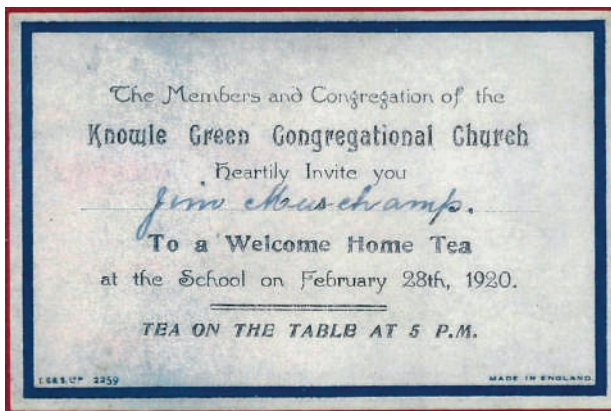 The Members and Congregation of the
Knowle Green Congregational Church
Heartily Invite you
Jim Muschamp.
To a Welcome Home Tea
at the School on February 28th, 1920.
TEA ON THE TABLE AT 5 P.M.
2259 MADE IN ENGLAND.